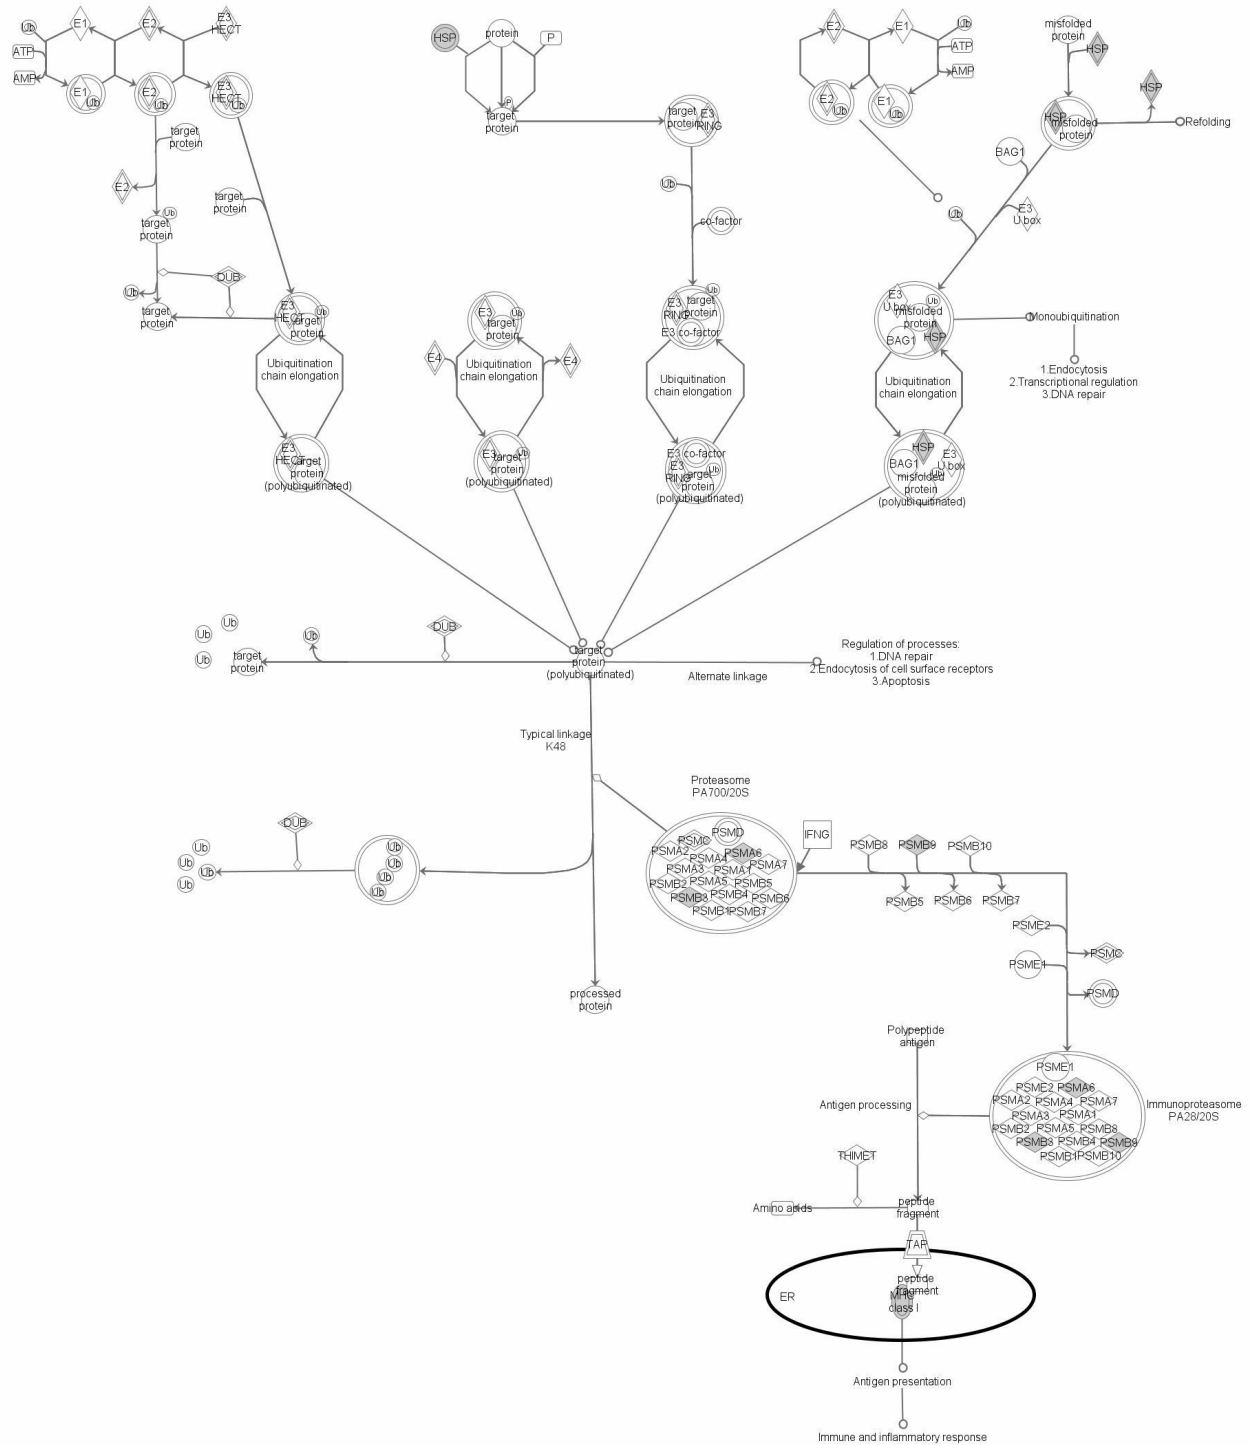 Ub
E1
E2
E3
HECT
ATP
AMP
E1
Ub
E2
Ub
E3
HECT
Ub
target
protein
E2
target
protein
Ub
target
protein
DUB
Ub
target
protein
E3
HECT
target
protein
Ub
Ubiquitination
chain elongation
E3
HECT
target
protein
(polyubiquitinated)
HSP
protein
P
P
target
protein
target
protein
E3
RING
Ub
co-factor
E3
target
protein
Ub
E4
E4
Ubiquitination
chain elongation
E3
target
protein
Ub
(polyubiquitinated)
Ub
E3
RING
target
protein
E3 co-factor
Ubiquitination
chain elongation
E3 co-factor
E3
RING
Ub
target
protein
(polyubiquitinated)
E2
E1
Ub
ATP
AMP
E2
Ub
E1
Ub
misfolded
protein
HSP
HSP
HSP
misfolded
protein
Refolding
BAG1
Ub
E3
U box
E3
U box
Ub
misfolded
protein
BAG1
HSP
Monoubiquitination
1.Endocytosis
2.Transcriptional regulation
3.DNA repair
Ubiquitination
chain elongation
HSP
BAG1
E3
U box
Ub
misfolded
protein
(polyubiquitinated)
Ub
Ub
Ub
target
protein
Ub
DUB
target
protein
(polyubiquitinated)
Alternate linkage
Regulation of processes:
1.DNA repair
2.Endocytosis of cell surface receptors
3.Apoptosis
Typical linkage
K48
Proteasome
PA700/20S
DUB
Ub
Ub
Ub
Ub
Ub
Ub
Ub
Ub
PSMD
PSMC
PSMA2
PSMA4
PSMA6
PSMA3
PSMA1
PSMA7
PSMB2
PSMA5
PSMB5
PSMB3
PSMB4
PSMB6
PSMB1
PSMB7
IFNG
PSMB8
PSMB9
PSMB10
PSMB5
PSMB6
PSMB7
PSME2
PSMC
PSME1
PSMD
processed
protein
Polypeptide
antigen
Antigen processing
PSME1
PSME2
PSMA6
PSMA2
PSMA4
PSMA7
PSMA3
PSMA1
PSMB2
PSMA5
PSMB8
PSMB3
PSMB4
PSMB9
PSMB1
PSMB10
Immunoproteasome
PA28/20S
THIMET
Amino acids
peptide
fragment
TAP
ER
peptide
fragment
MHC
class I
Antigen presentation
Immune and inflammatory response